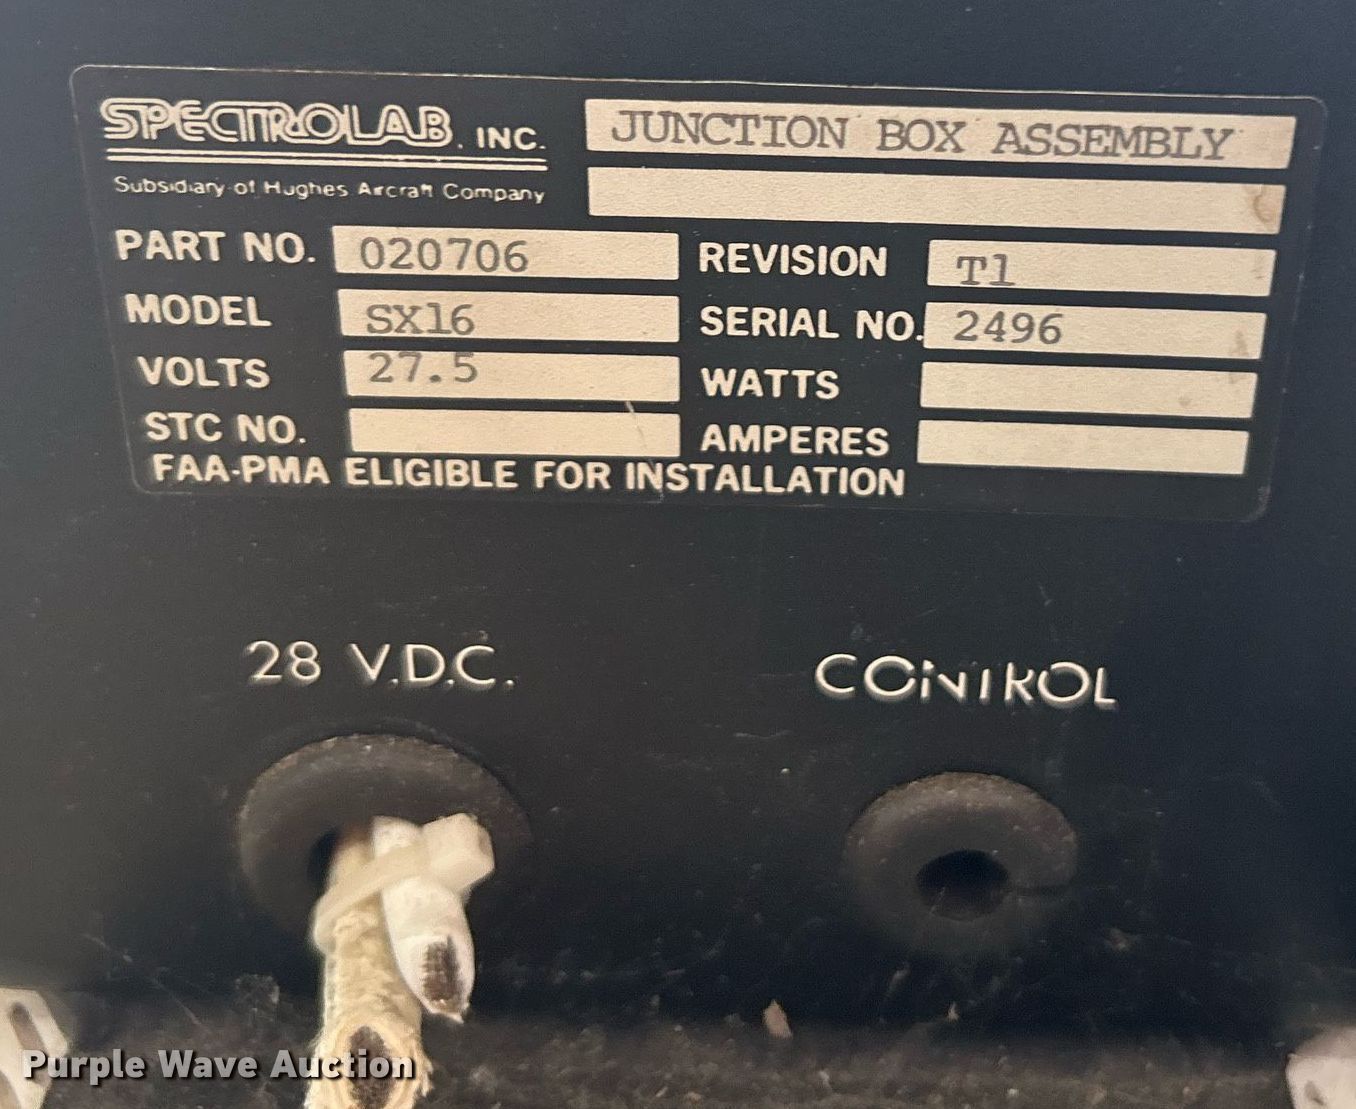 SPECTROLAB, INC.
JUNCTION BOX ASSEMBLY
Subsidiary of Hughes Aircraft Company
PART NO. 020706 REVISION T1
MODEL SX16 SERIAL NO. 2496
VOLTS 27.5 WATTS
STC NO. AMPERES
FAA-PMA ELIGIBLE FOR INSTALLATION
28 V.D.C. CONTROL
Purple Wave Auction